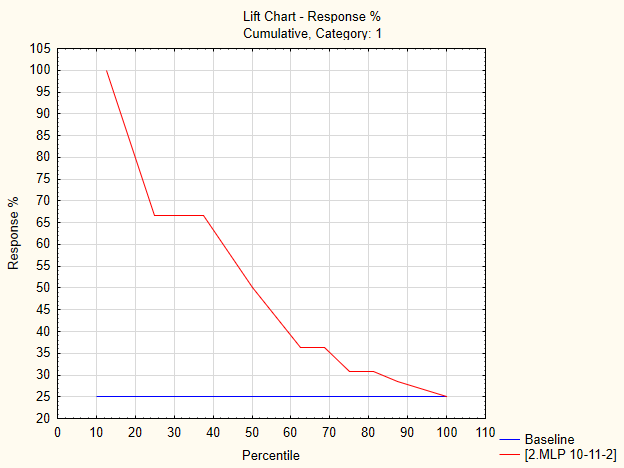 Lift Chart - Response %
Cumulative, Category: 1
105
100
95
90
85
80
75
70
65
60
55
50
45
40
35
30
25
20
Response %
0 10 20 30 40 50 60 70 80 90 100 110
Percentile
Baseline
[2.MLP 10-11-2]